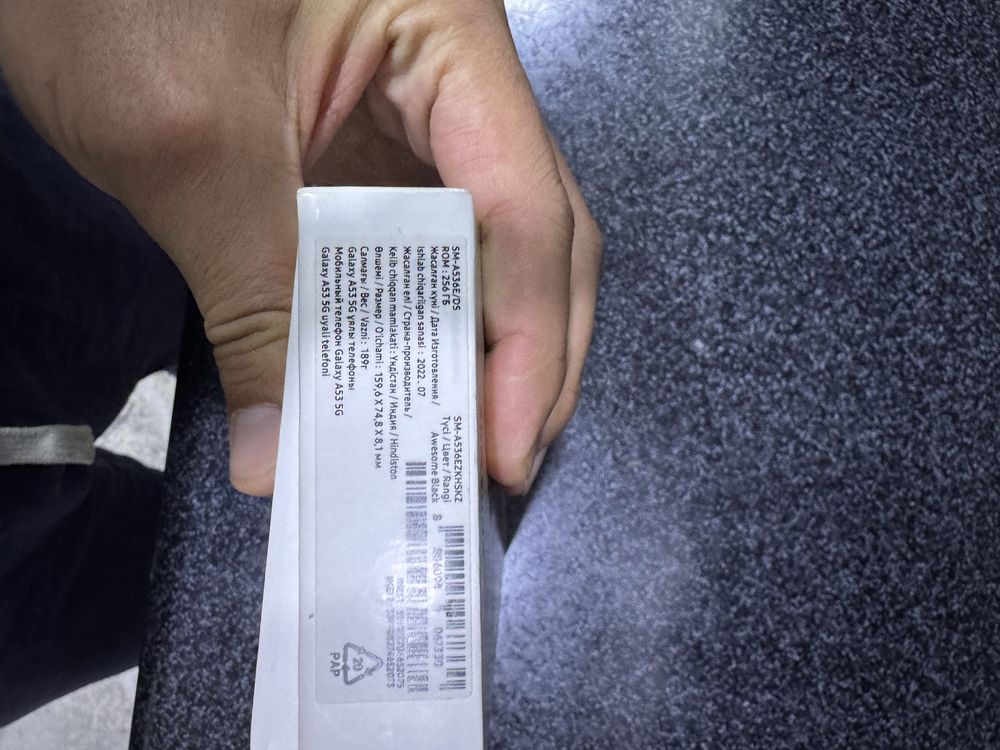 SM-A536E/DS
ROM : 256 ГБ
Жасалған күні / Дата Изготовления /
Ishlab chiqarilgan sanasi : 2022 . 07
Жасалған елі / Страна-производитель /
Kelib chiqqan mamlakati : Үндістан / Индия / Hindiston
Өлшемі / Размер / O'lchami : 159,6 X 74,8 X 8,1 мм
Салмағы / Вес / Vazni : 189г
Galaxy A53 5G ұялы телефоны
Мобильный телефон Galaxy A53 5G
Galaxy A53 5G uyali telefoni
SM-A536EZKHSKZ
Түсі / Цвет / Rangi
Awesome Black
20
PAP